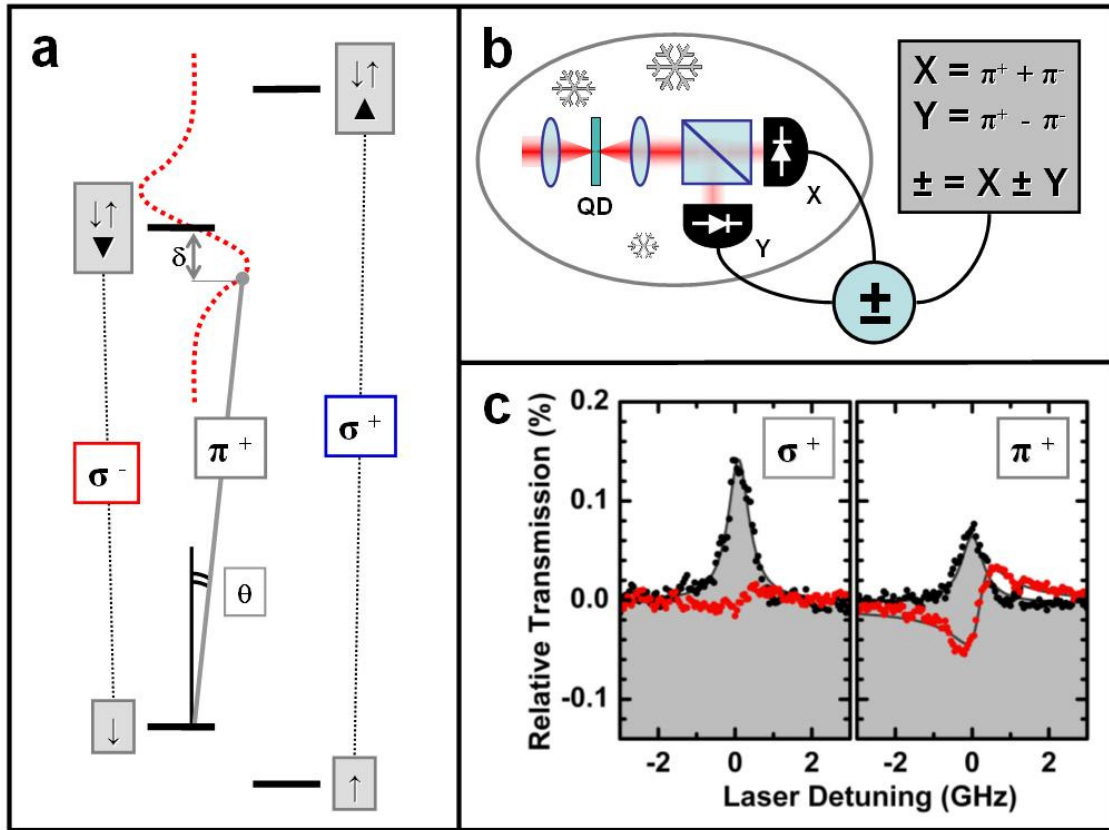 a
↓↑
▲
↓↑
▼
δ
σ -
π +
σ +
θ
↓
↑
b
QD
X
Y
±
X = π+ + π-
Y = π+ - π-
± = X ± Y
c
Relative Transmission (%)
0.2
0.1
0.0
-0.1
σ +
π +
-2
0
2
-2
0
2
Laser Detuning (GHz)